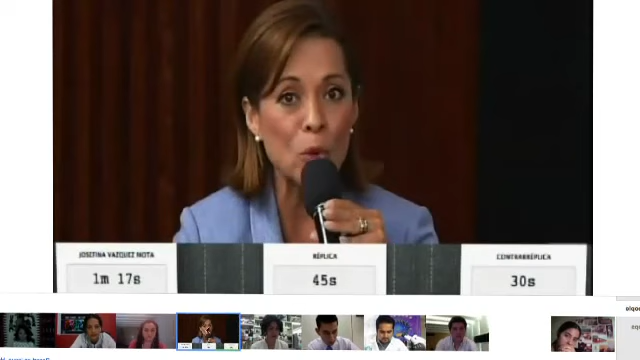 JOSEFINA VAZQUEZ MOTA
RÉPLICA
CONTRARRÉPLICA
1m 17s
45s
30s